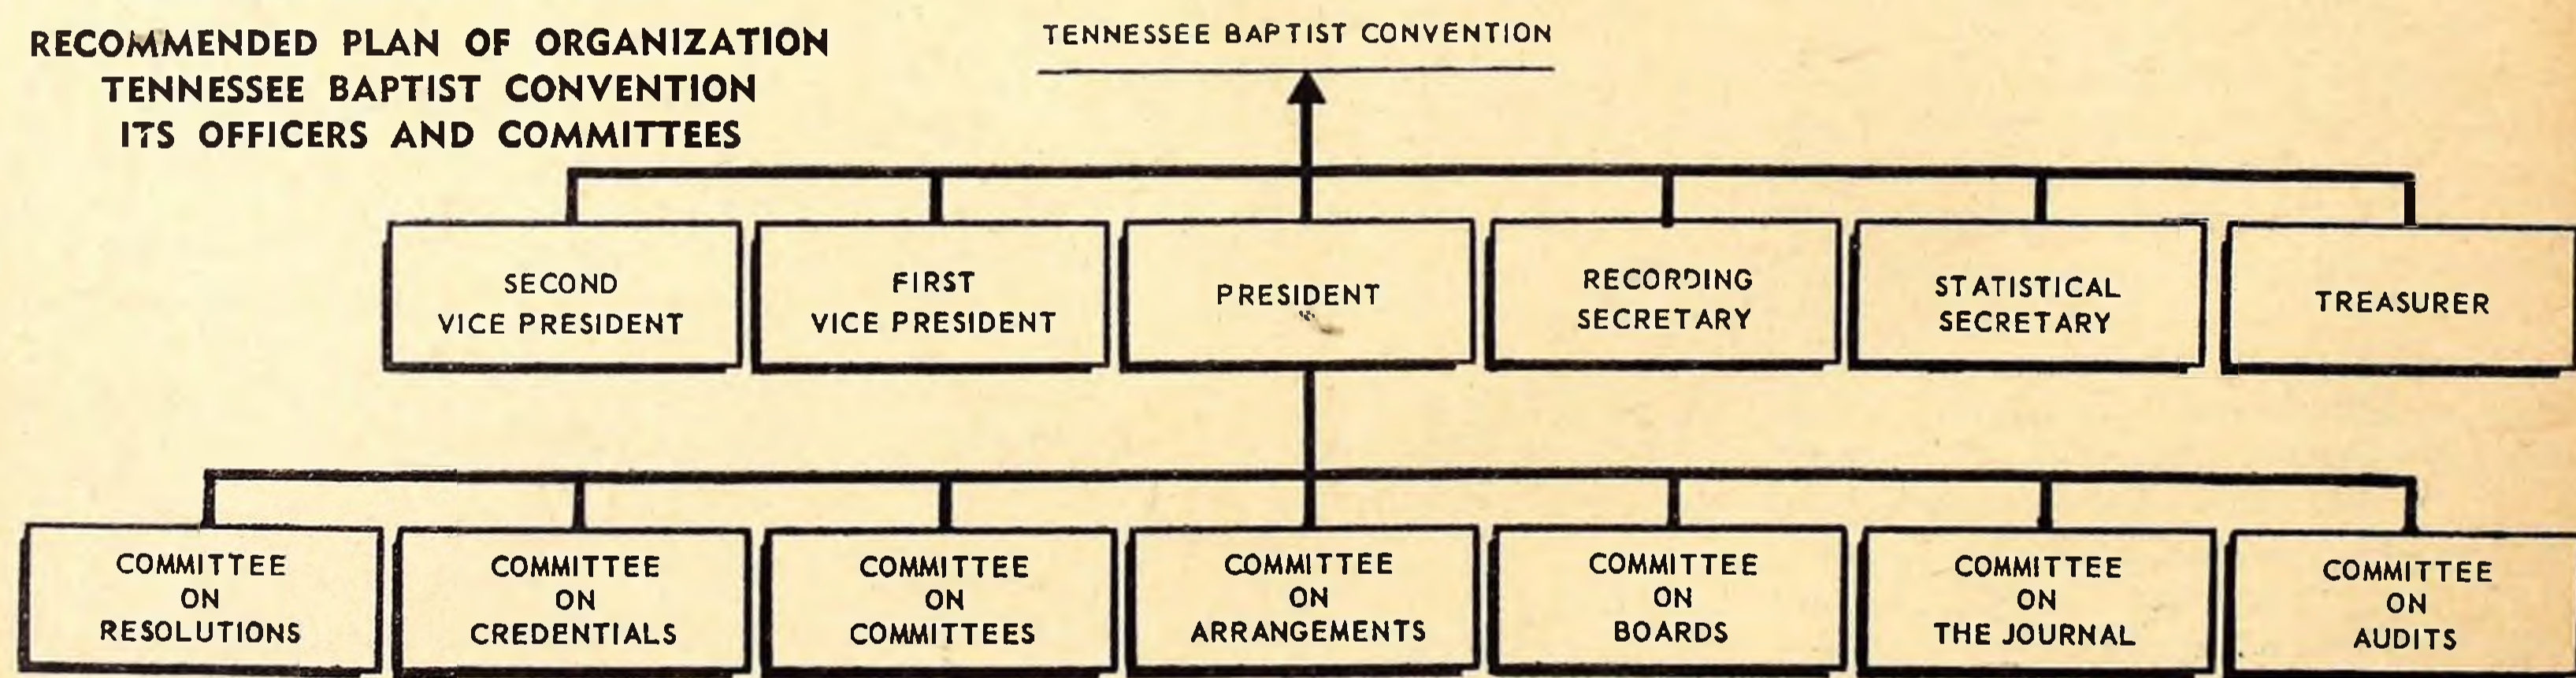 RECOMMENDED PLAN OF ORGANIZATION
TENNESSEE BAPTIST CONVENTION
ITS OFFICERS AND COMMITTEES
TENNESSEE BAPTIST CONVENTION
SECOND
VICE PRESIDENT
FIRST
VICE PRESIDENT
PRESIDENT
RECORDING
SECRETARY
STATISTICAL
SECRETARY
TREASURER
COMMITTEE
ON
RESOLUTIONS
COMMITTEE
ON
CREDENTIALS
COMMITTEE
ON
COMMITTEES
COMMITTEE
ON
ARRANGEMENTS
COMMITTEE
ON
BOARDS
COMMITTEE
ON
THE JOURNAL
COMMITTEE
ON
AUDITS